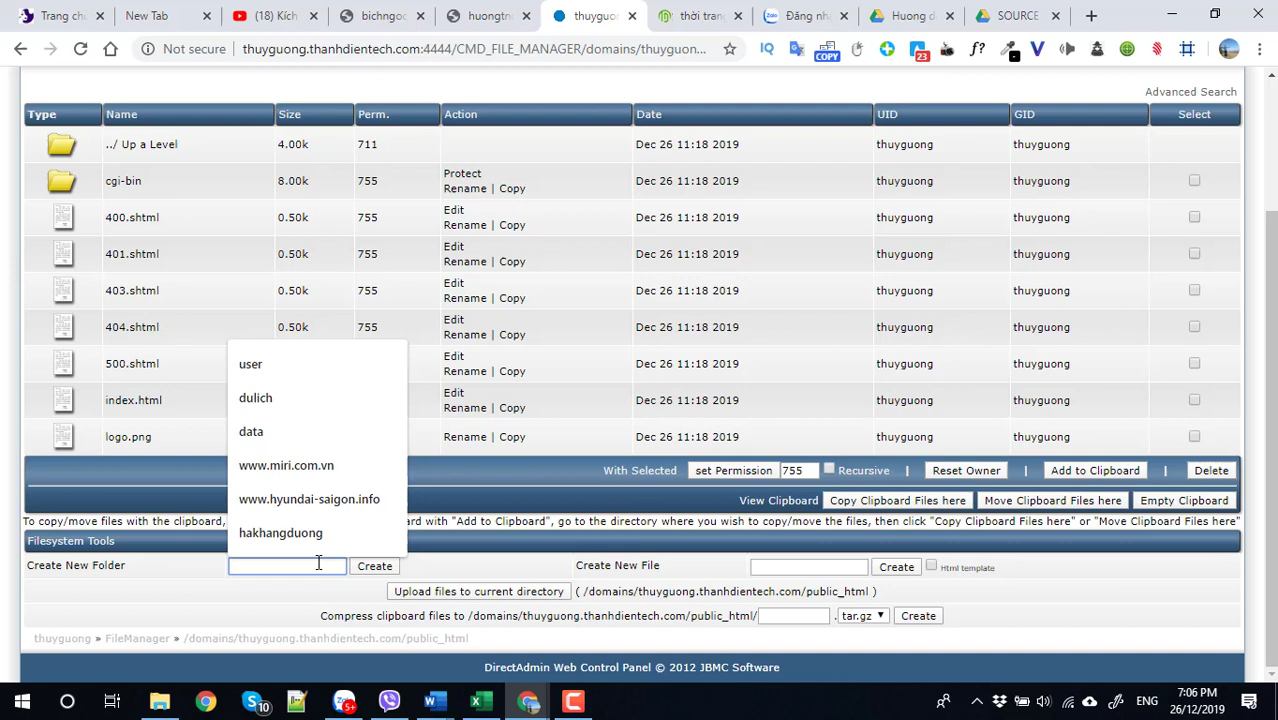 Trang chu
New Tab
(18) Kích
bichngoc
huongtrn
thuyguon
thời trang
Đăng nh
Huong d
SOURCE
Not secure
thuyguong.thanhdientech.com:4444/CMD_FILE_MANAGER/domains/thuyguon...
IQ
COPY
23
f?
V
Advanced Search
Type Name Size Perm. Action Date UID GID Select
../ Up a Level 4.00k 711 Dec 26 11:18 2019 thuyguong thuyguong
cgi-bin 8.00k 755 Protect Rename | Copy Dec 26 11:18 2019 thuyguong thuyguong
400.shtml 0.50k 755 Edit Rename | Copy Dec 26 11:18 2019 thuyguong thuyguong
401.shtml 0.50k 755 Edit Rename | Copy Dec 26 11:18 2019 thuyguong thuyguong
403.shtml 0.50k 755 Edit Rename | Copy Dec 26 11:18 2019 thuyguong thuyguong
404.shtml 0.50k 755 Edit Rename | Copy Dec 26 11:18 2019 thuyguong thuyguong
500.shtml Edit Rename | Copy Dec 26 11:18 2019 thuyguong thuyguong
index.html Edit Rename | Copy Dec 26 11:18 2019 thuyguong thuyguong
logo.png Rename | Copy Dec 26 11:18 2019 thuyguong thuyguong
user
dulich
data
www.miri.com.vn
www.hyundai-saigon.info
hakhangduong
With Selected set Permission 755 Recursive | Reset Owner | Add to Clipboard | Delete
View Clipboard Copy Clipboard Files here Move Clipboard Files here Empty Clipboard
To copy/move files with the clipboard, card with "Add to Clipboard", go to the directory where you wish to move the files, then click "Copy Clipboard Files here" or "Move Clipboard Files here"
Filesystem Tools
Create New Folder Create Create New File Create Html template
Upload files to current directory ( /domains/thuyguong.thanhdientech.com/public_html )
Compress clipboard files to /domains/thuyguong.thanhdientech.com/public_html/ . tar.gz Create
thuyguong » FileManager » /domains/thuyguong.thanhdientech.com/public_html
DirectAdmin Web Control Panel © 2012 JBMC Software
10
5+
ENG
7:06 PM
26/12/2019